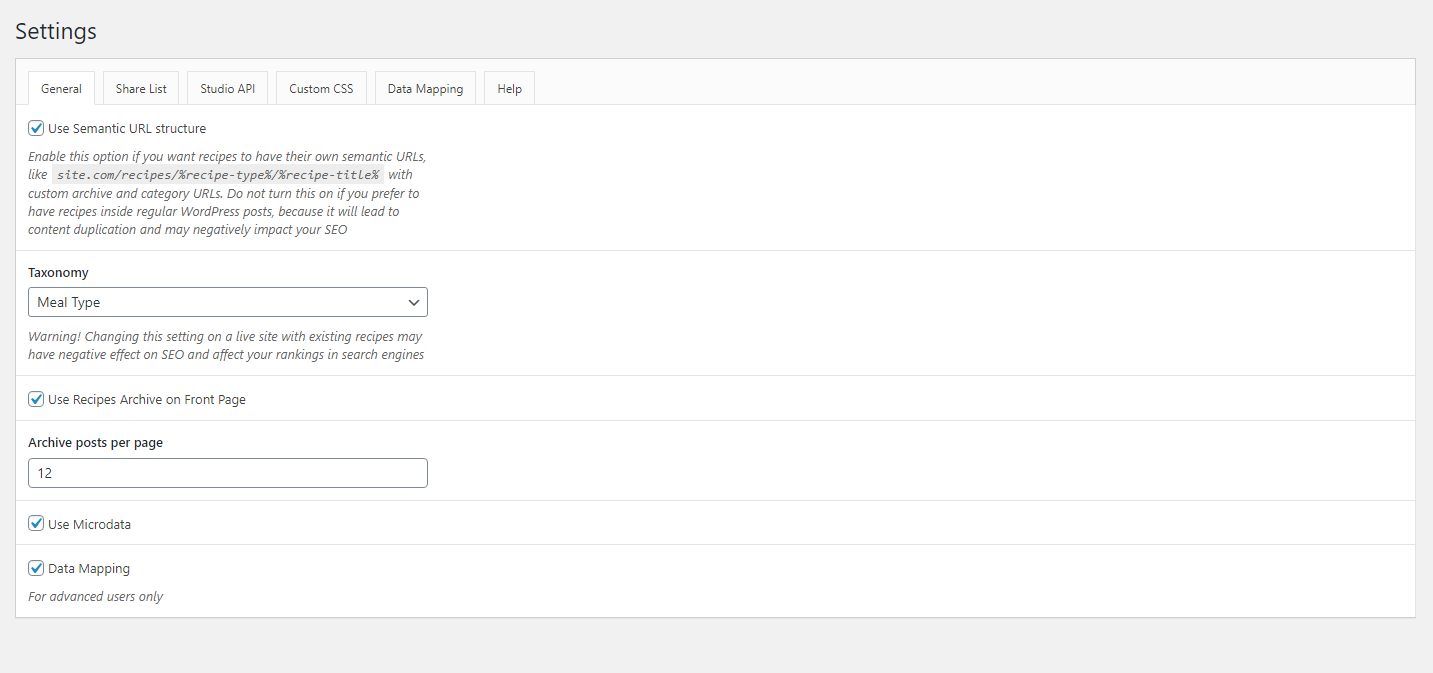 Settings
General Share List Studio API Custom CSS Data Mapping Help
Use Semantic URL structure
Enable this option if you want recipes to have their own semantic URLs,
like site.com/recipes/%recipe-type%/%recipe-title% with
custom archive and category URLs. Do not turn this on if you prefer to
have recipes inside regular WordPress posts, because it will lead to
content duplication and may negatively impact your SEO
Taxonomy
Meal Type
Warning! Changing this setting on a live site with existing recipes may
have negative effect on SEO and affect your rankings in search engines
Use Recipes Archive on Front Page
Archive posts per page
12
Use Microdata
Data Mapping
For advanced users only